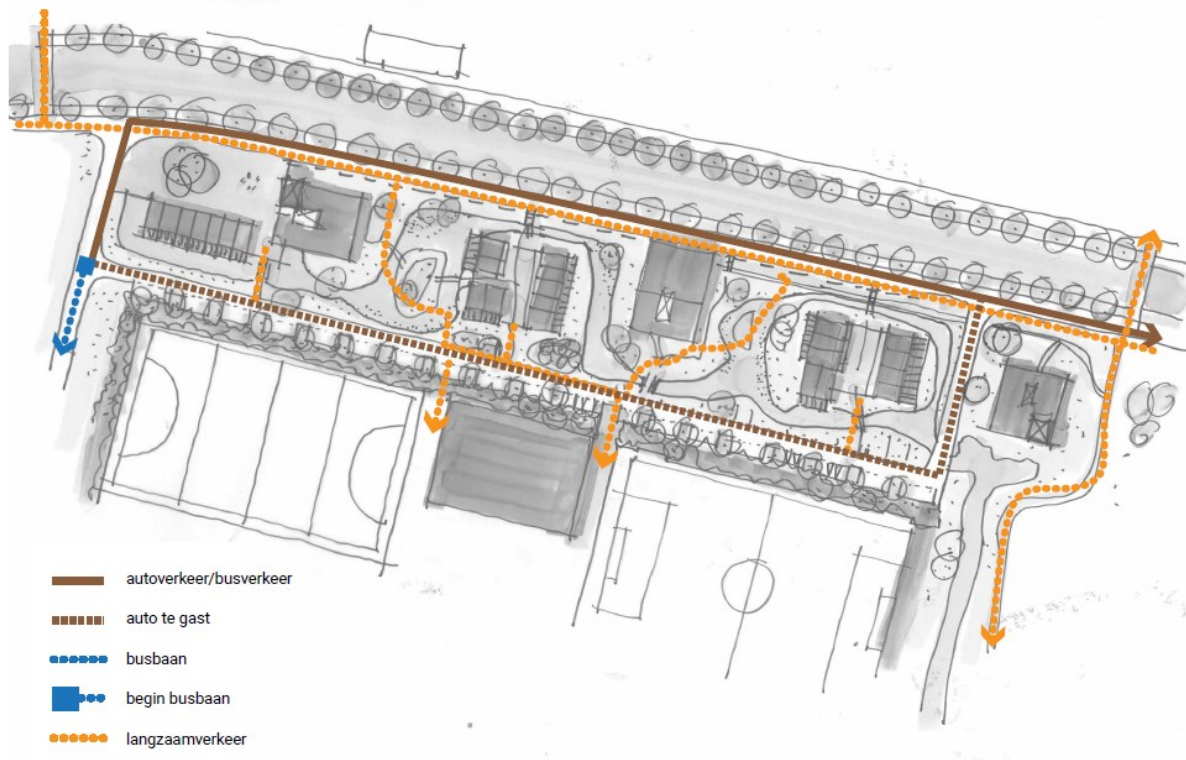 autoverkeer/busverkeer
auto te gast
busbaan
begin busbaan
langzaamverkeer